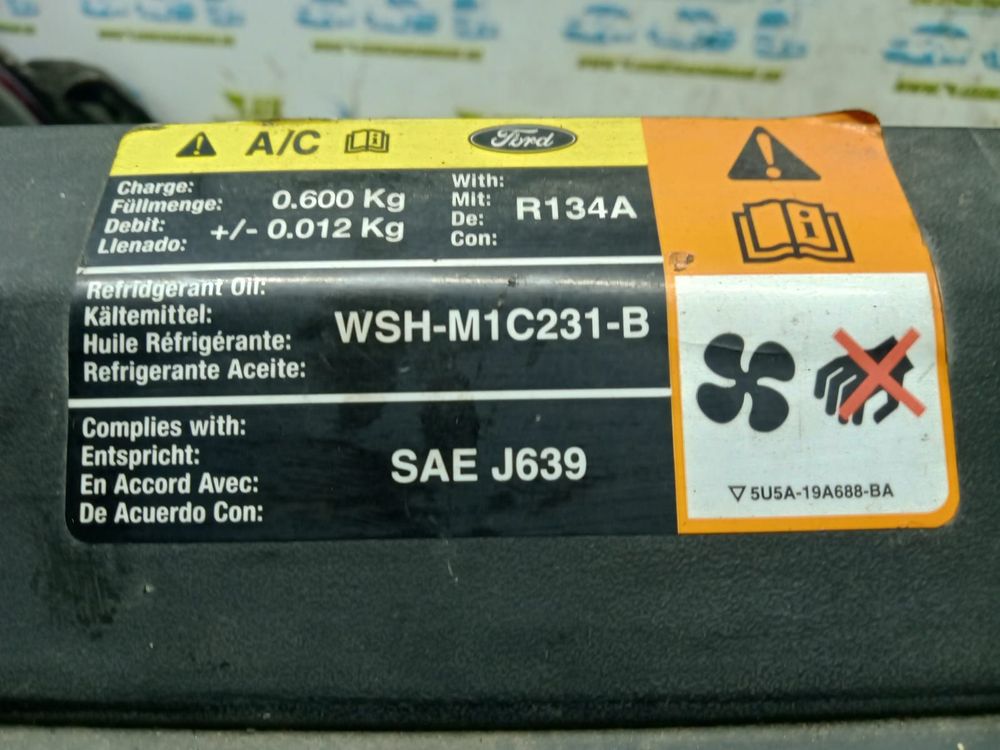 A/C
Ford
Charge:
Füllmenge:
Debit:
Llenado:
0.600 Kg
+/- 0.012 Kg
With:
Mit:
De:
Con:
R134A
Refridgerant Oil:
Kältemittel:
Huile Réfrigérante:
Refrigerante Aceite:
WSH-M1C231-B
Complies with:
Entspricht:
En Accord Avec:
De Acuerdo Con:
SAE J639
5U5A-19A688-BA